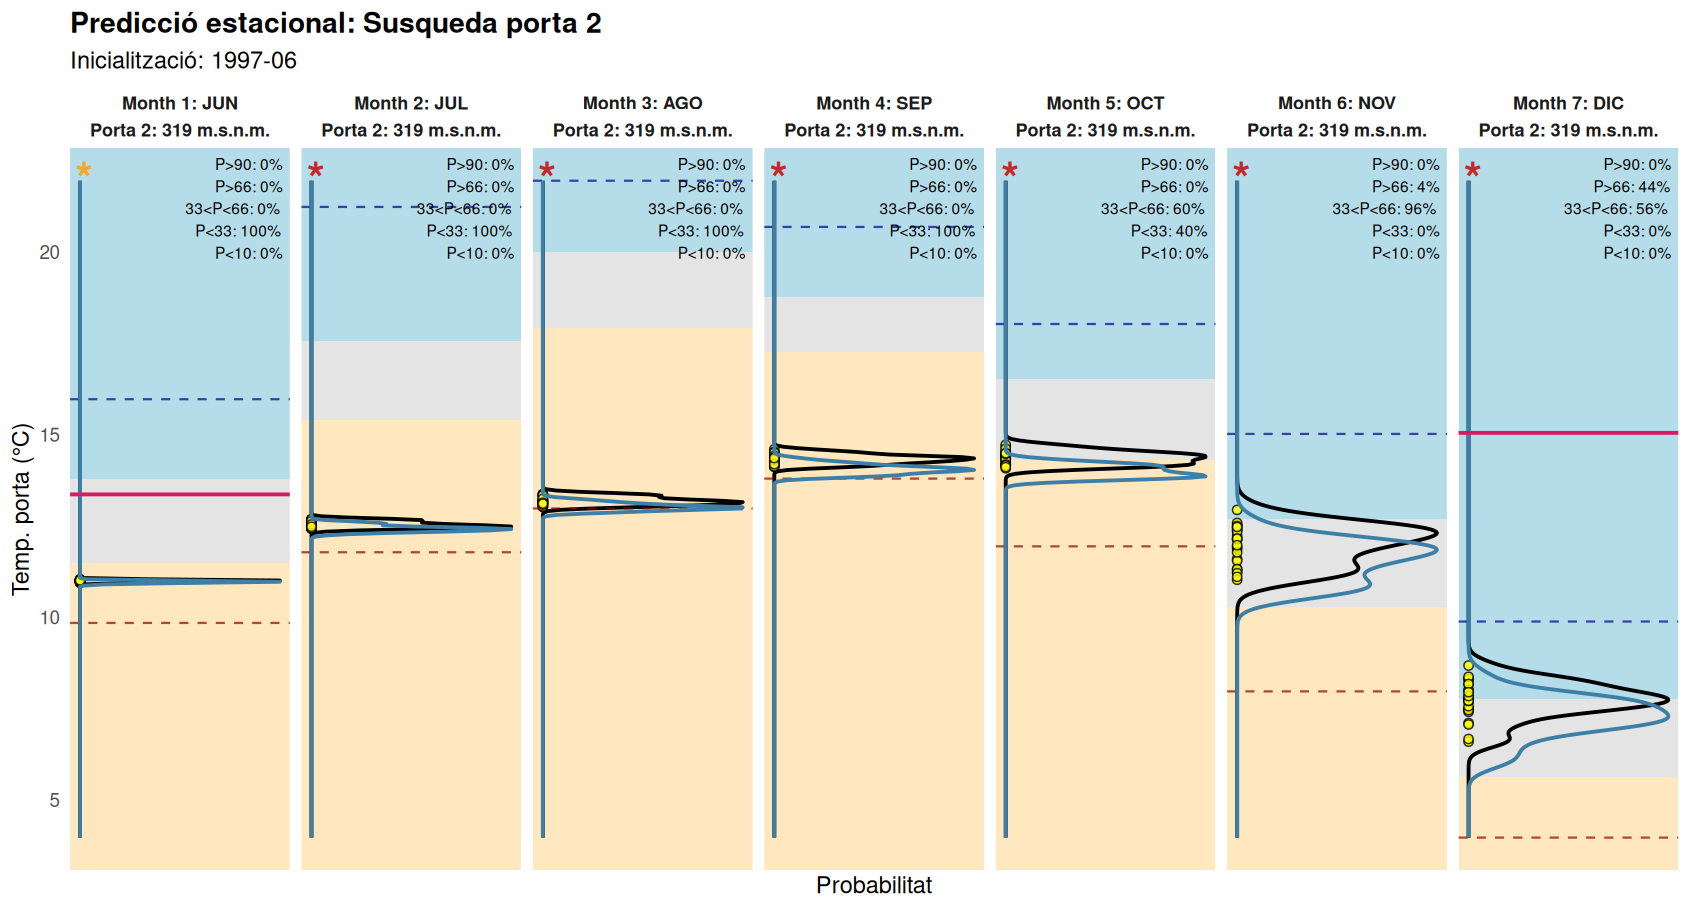 Predicció estacional: Susqueda porta 2
Inicialització: 1997-06
Month 1: JUN
Porta 2: 319 m.s.n.m.
Month 2: JUL
Porta 2: 319 m.s.n.m.
Month 3: AGO
Porta 2: 319 m.s.n.m.
Month 4: SEP
Porta 2: 319 m.s.n.m.
Month 5: OCT
Porta 2: 319 m.s.n.m.
Month 6: NOV
Porta 2: 319 m.s.n.m.
Month 7: DIC
Porta 2: 319 m.s.n.m.
*
P>90: 0%
P>66: 0%
33<P<66: 0%
P<33: 100%
P<10: 0%
*
P>90: 0%
P>66: 0%
33<P<66: 0%
P<33: 100%
P<10: 0%
*
P>90: 0%
P>66: 0%
33<P<66: 0%
P<33: 100%
P<10: 0%
*
P>90: 0%
P>66: 0%
33<P<66: 0%
P<33: 100%
P<10: 0%
*
P>90: 0%
P>66: 0%
33<P<66: 60%
P<33: 40%
P<10: 0%
*
P>90: 0%
P>66: 4%
33<P<66: 96%
P<33: 0%
P<10: 0%
*
P>90: 0%
P>66: 44%
33<P<66: 56%
P<33: 0%
P<10: 0%
Temp. porta (°C)
20
15
10
5
Probabilitat